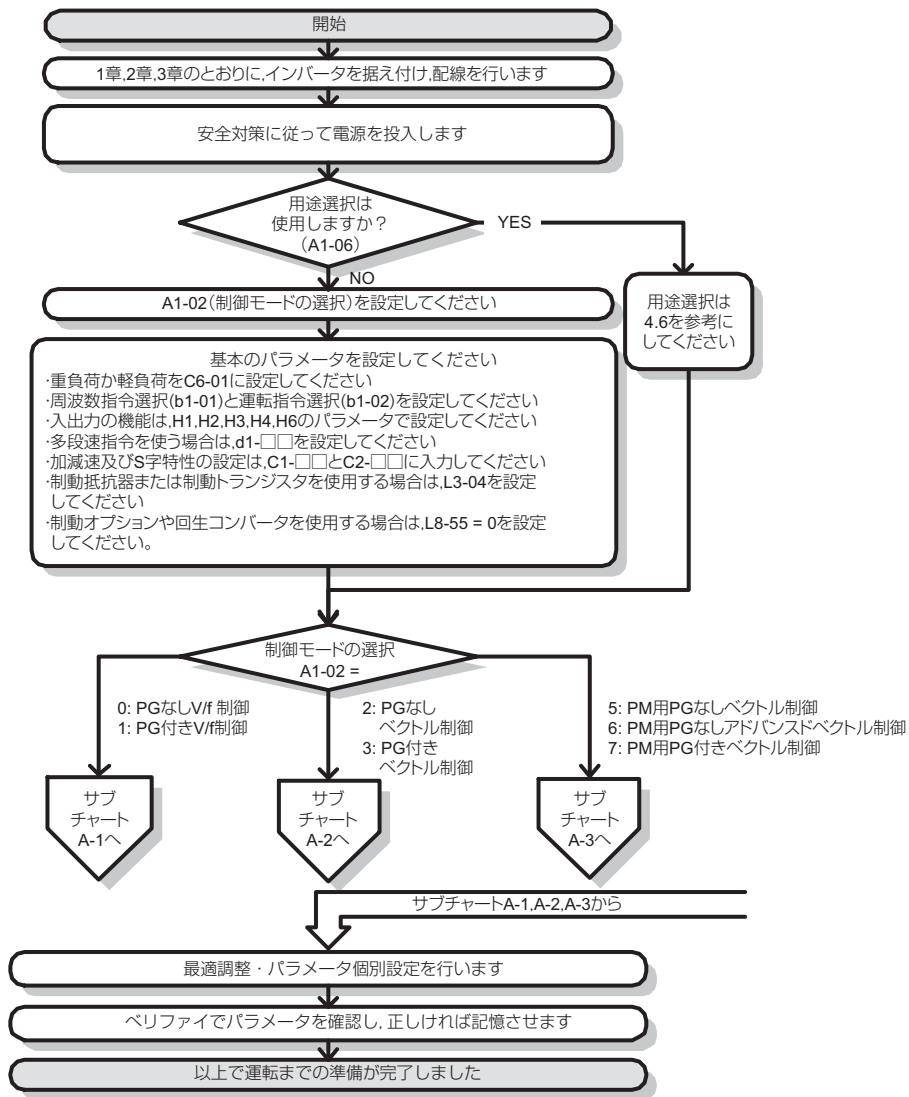 開始
1章,2章,3章のとおりに,インバータを据え付け,配線を行います
安全対策に従って電源を投入します
用途選択は
使用しますか？
（A1-06）
YES
NO
用途選択は
4.6を参考に
してください
A1-02（制御モードの選択）を設定してください
基本のパラメータを設定してください
·重負荷か軽負荷をC6-01に設定してください
·周波数指令選択(b1-01)と運転指令選択(b1-02)を設定してください
·入出力の機能は,H1,H2,H3,H4,H6のパラメータで設定してください
·多段速指令を使う場合は,d1-□□を設定してください
·加減速及びS字特性の設定は,C1-□□とC2-□□に入力してください
·制動抵抗器または制動トランジスタを使用する場合は,L3-04を設定
してください
·制動オプションや回生コンバータを使用する場合は,L8-55 = 0を設定
してください。
制御モードの選択
A1-02 =
0: PGなしV/f 制御
1: PG付きV/f制御
2: PGなし
ベクトル制御
3: PG付き
ベクトル制御
5: PM用PGなしベクトル制御
6: PM用PGなしアドバンスドベクトル制御
7: PM用PG付きベクトル制御
サブ
チャート
A-1へ
サブ
チャート
A-2へ
サブ
チャート
A-3へ
サブチャートA-1,A-2,A-3から
最適調整・パラメータ個別設定を行います
ベリファイでパラメータを確認し, 正しければ記憶させます
以上で運転までの準備が完了しました